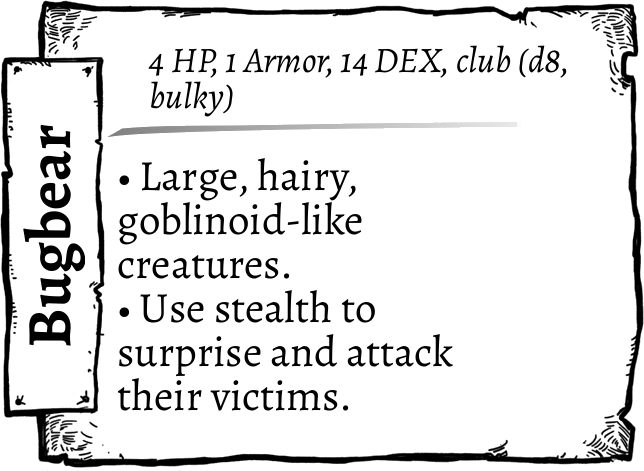 Bugbear
4 HP, 1 Armor, 14 DEX, club (d8,
bulky)
• Large, hairy,
goblinoid-like
creatures.
• Use stealth to
surprise and attack
their victims.